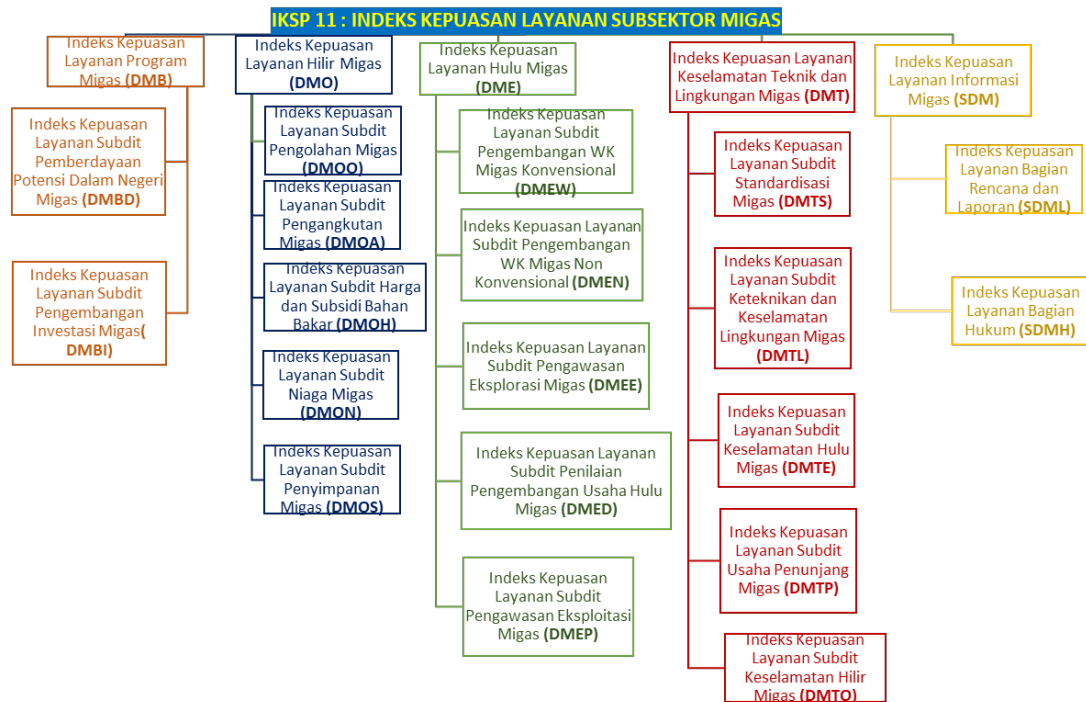 IKSP 11 : INDEKS KEPUASAN LAYANAN SUBSEKTOR MIGAS
Indeks Kepuasan
Layanan Program
Migas (DMB)
Indeks Kepuasan
Layanan Subdit
Pemberdayaan
Potensi Dalam Negeri
Migas (DMBD)
Indeks Kepuasan
Layanan Subdit
Pengembangan
Investasi Migas(
DMBI)
Indeks Kepuasan
Layanan Hilir Migas
(DMO)
Indeks Kepuasan
Layanan Subdit
Pengolahan Migas
(DMOO)
Indeks Kepuasan
Layanan Subdit
Pengangkutan
Migas (DMOA)
Indeks Kepuasan
Layanan Subdit Harga
dan Subsidi Bahan
Bakar (DMOH)
Indeks Kepuasan
Layanan Subdit
Niaga Migas
(DMON)
Indeks Kepuasan
Layanan Subdit
Penyimpanan
Migas (DMOS)
Indeks Kepuasan
Layanan Hulu Migas
(DME)
Indeks Kepuasan
Layanan Subdit
Pengembangan WK
Migas Konvensional
(DMEW)
Indeks Kepuasan Layanan
Subdit Pengembangan
WK Migas Non
Konvensional (DMEN)
Indeks Kepuasan Layanan
Subdit Pengawasan
Eksplorasi Migas (DMEE)
Indeks Kepuasan Layanan
Subdit Penilaian
Pengembangan Usaha Hulu
Migas (DMED)
Indeks Kepuasan
Layanan Subdit
Pengawasan Eksploitasi
Migas (DMEP)
Indeks Kepuasan Layanan
Keselamatan Teknik dan
Lingkungan Migas (DMT)
Indeks Kepuasan
Layanan Subdit
Standardisasi
Migas (DMTS)
Indeks Kepuasan
Layanan Subdit
Keteknikan dan
Keselamatan
Lingkungan Migas
(DMTL)
Indeks Kepuasan
Layanan Subdit
Keselamatan Hulu
Migas (DMTE)
Indeks Kepuasan
Layanan Subdit
Usaha Penunjang
Migas (DMTP)
Indeks Kepuasan
Layanan Subdit
Keselamatan Hilir
Migas (DMTO)
Indeks Kepuasan
Layanan Informasi
Migas (SDM)
Indeks Kepuasan
Layanan Bagian
Rencana dan
Laporan (SDML)
Indeks Kepuasan
Layanan Bagian
Hukum (SDMH)